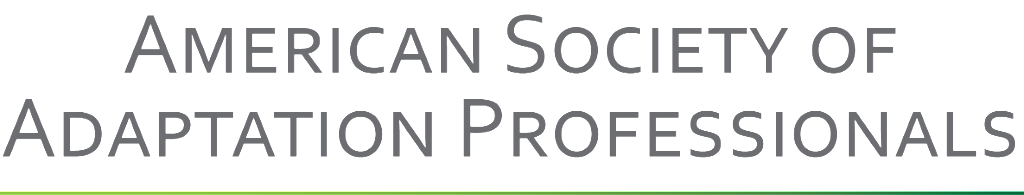 American Society of
Adaptation Professionals